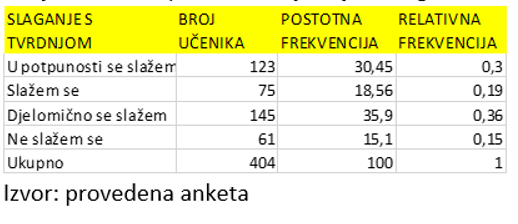 SLAGANJE S TVRDNJOM BROJ UČENIKA POSTOTNA FREKVENCIJA RELATIVNA FREKVENCIJA
U potpunosti se slažem 123 30,45 0,3
Slažem se 75 18,56 0,19
Djelomično se slažem 145 35,9 0,36
Ne slažem se 61 15,1 0,15
Ukupno 404 100 1
Izvor: provedena anketa